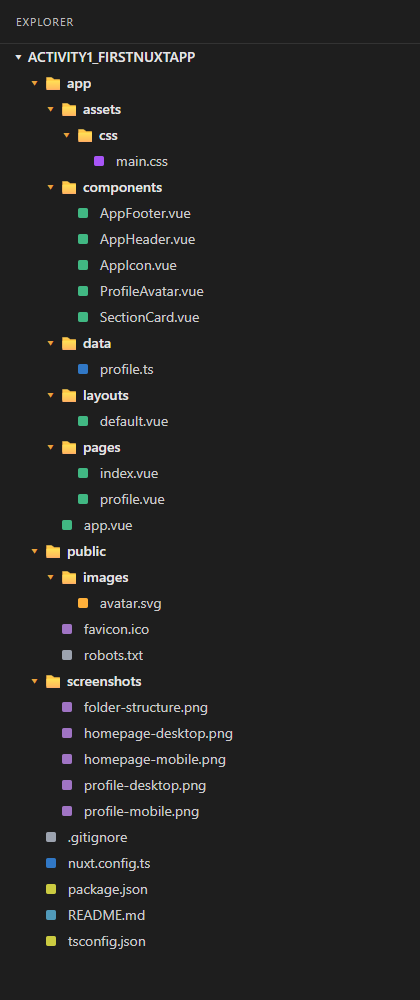 EXPLORER
ACTIVITY1_FIRSTNUXTAPP
app
assets
css
main.css
components
AppFooter.vue
AppHeader.vue
AppIcon.vue
ProfileAvatar.vue
SectionCard.vue
data
profile.ts
layouts
default.vue
pages
index.vue
profile.vue
app.vue
public
images
avatar.svg
favicon.ico
robots.txt
screenshots
folder-structure.png
homepage-desktop.png
homepage-mobile.png
profile-desktop.png
profile-mobile.png
.gitignore
nuxt.config.ts
package.json
README.md
tsconfig.json